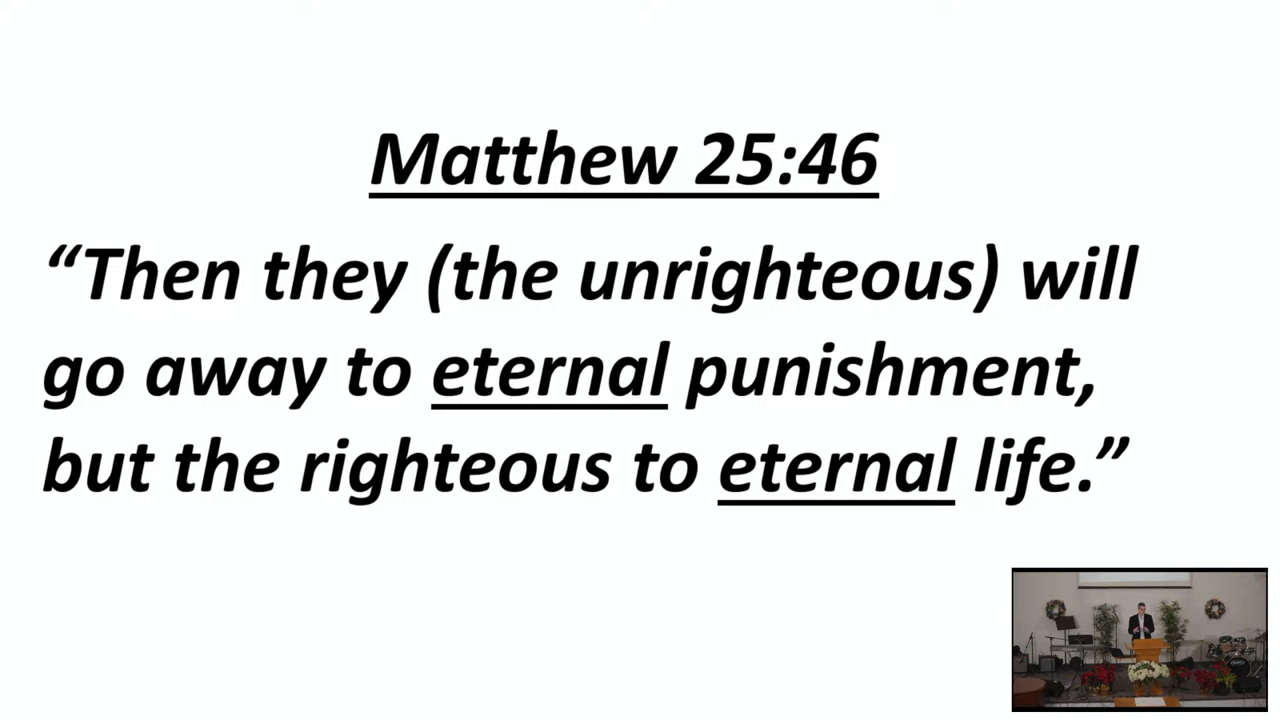 Matthew 25:46
“Then they (the unrighteous) will
go away to eternal punishment,
but the righteous to eternal life.”